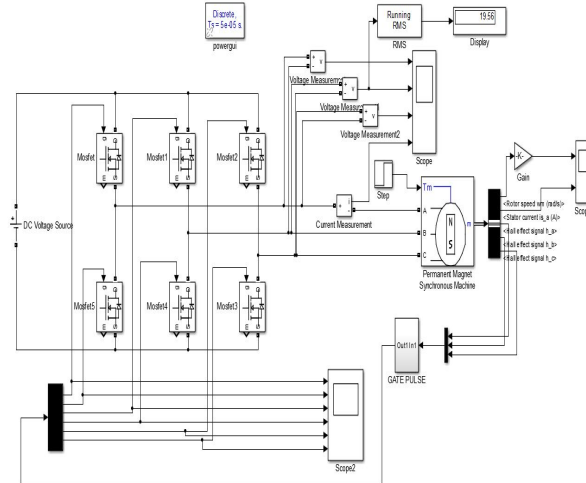 Discrete,
Ts = 5e-05 s.
powergui
Running
RMS
RMS
19.56
Display
Voltage Measurement
Voltage Measurement2
Scope
Step
Gain
-K-
Mosfet
Mosfet1
Mosfet2
DC Voltage Source
Current Measurement
Tm
A
B
C
N
S
m
Permanent Magnet
Synchronous Machine
<Rotor speed wm (rad/s)>
<Stator current is_a (A)>
<Hall effect signal h_a>
<Hall effect signal h_b>
<Hall effect signal h_c>
Mosfet5
Mosfet4
Mosfet3
Out1 In1
GATE PULSE
Scope2